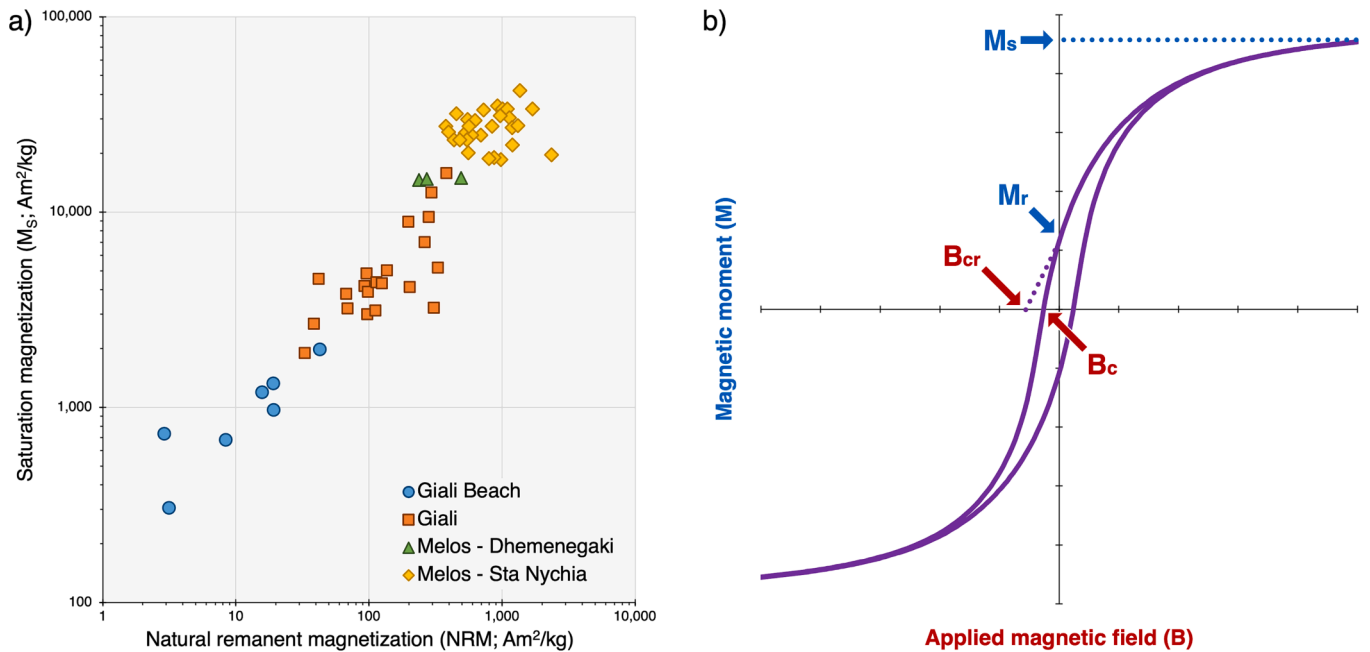 a)
Saturation magnetization (Ms; Am²/kg)
100,000
10,000
1,000
100
1
10
100
1,000
10,000
Natural remanent magnetization (NRM; Am²/kg)
Giali Beach
Giali
Melos - Dhemenegaki
Melos - Sta Nychia
b)
Ms
Mr
Bcr
Bc
Magnetic moment (M)
Applied magnetic field (B)